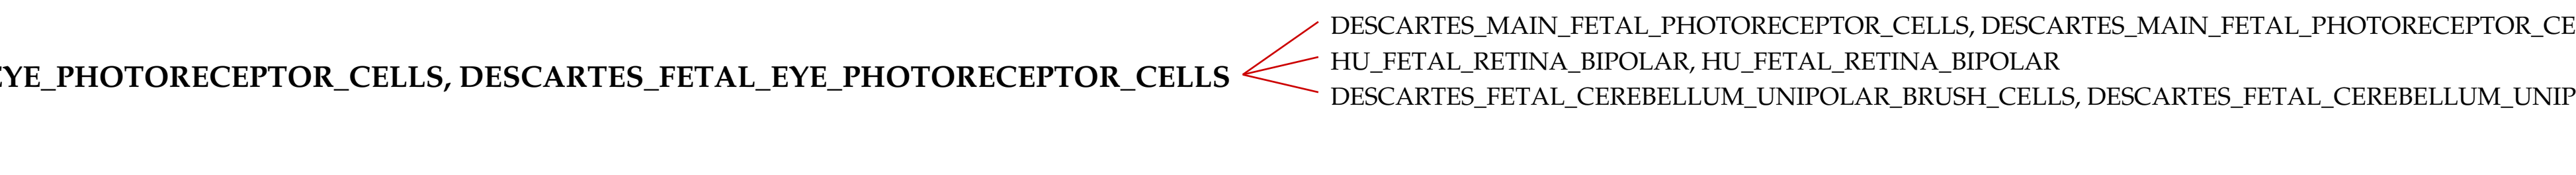 DESCARTES_MAIN_FETAL_PHOTORECEPTOR_CELLS, DESCARTES_MAIN_FETAL_PHOTORECEPTOR_CE
HU_FETAL_RETINA_BIPOLAR, HU_FETAL_RETINA_BIPOLAR
EYE_PHOTORECEPTOR_CELLS, DESCARTES_FETAL_EYE_PHOTORECEPTOR_CELLS
DESCARTES_FETAL_CEREBELLUM_UNIPOLAR_BRUSH_CELLS, DESCARTES_FETAL_CEREBELLUM_UNIP